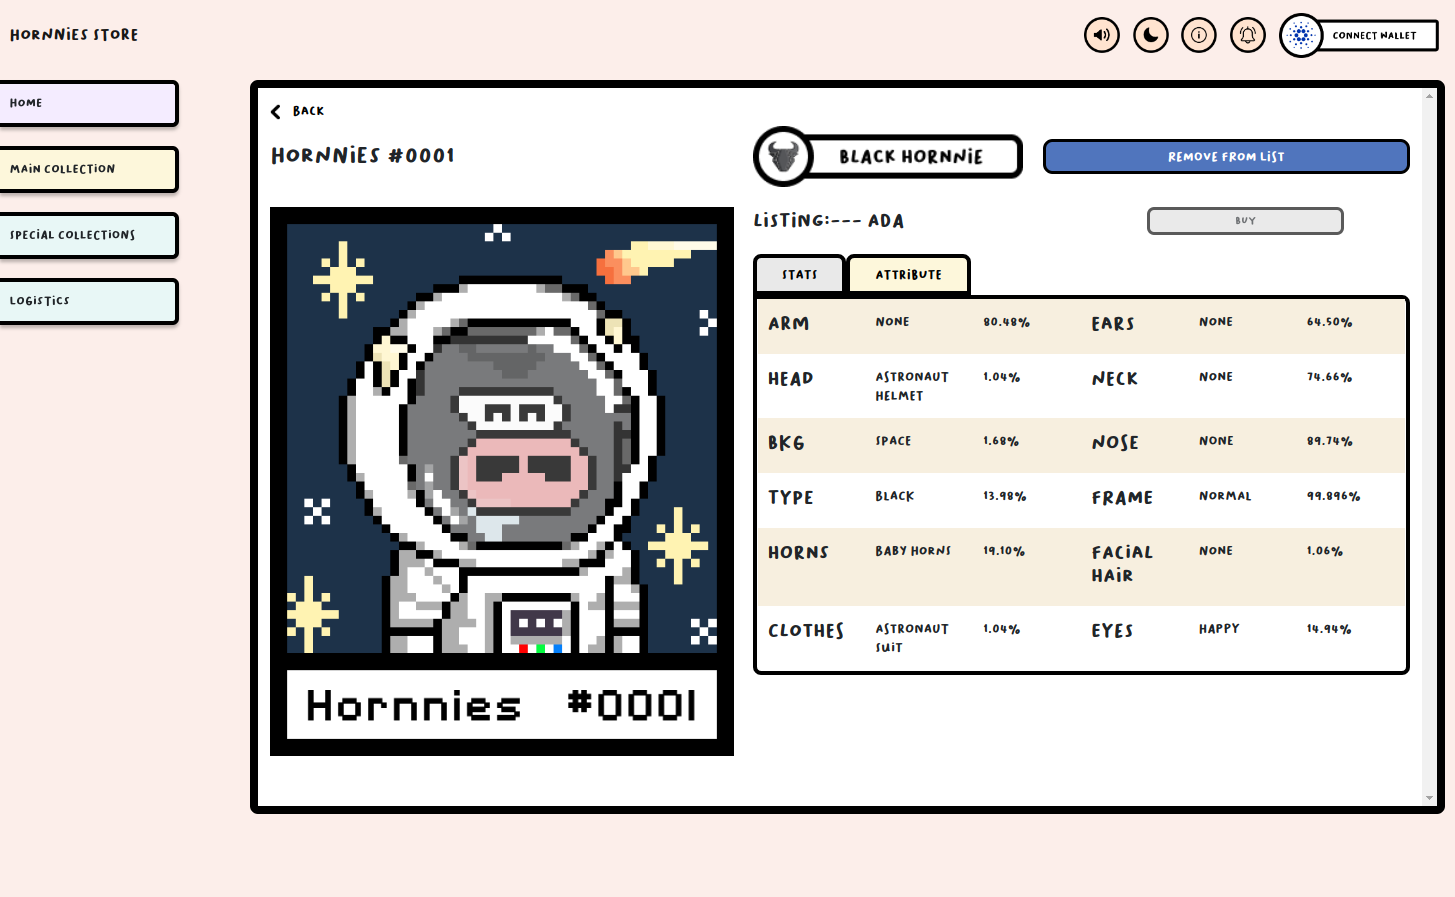 HORNNiES STORE
CONNECT WALLET
HOME
MAiN COLLECTiON
SPECiAL COLLECTiONS
LOGiSTiCS
BACK
HORNNiES #0001
BLACK HORNNiE
REMOVE FROM LiST
LiSTING:--- ADA
BUY
STATS
ATTRiBUTE
ARM NONE 80.48% EARS NONE 64.50%
HEAD ASTRONAUT HELMET 1.04% NECK NONE 74.66%
BKG SPACE 1.68% NOSE NONE 89.74%
TYPE BLACK 13.98% FRAME NORMAL 99.896%
HORNS BABY HORNS 19.10% FACiAL HAiR NONE 1.06%
CLOTHES ASTRONAUT SUiT 1.04% EYES HAPPY 14.94%
Hornnies #0001